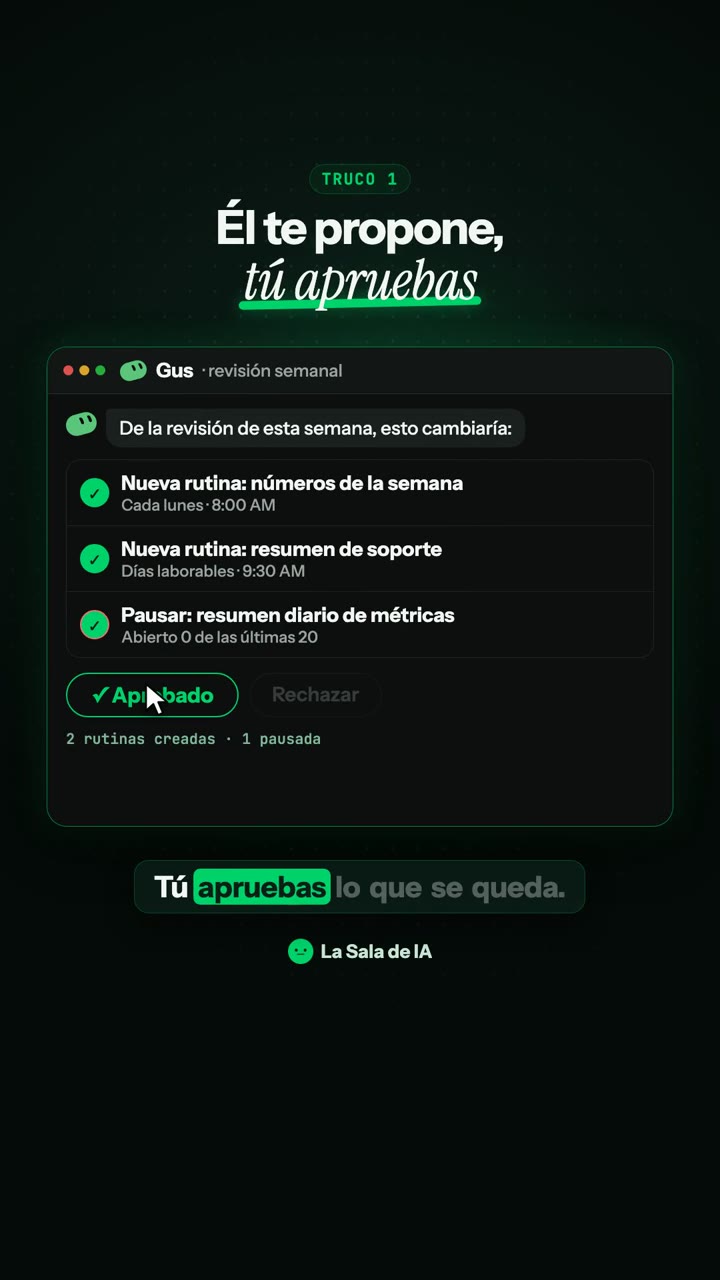 TRUCO 1
Él te propone,
tú apruebas
Gus · revisión semanal
De la revisión de esta semana, esto cambiaría:
✓ Nueva rutina: números de la semana
Cada lunes · 8:00 AM
✓ Nueva rutina: resumen de soporte
Días laborables · 9:30 AM
✓ Pausar: resumen diario de métricas
Abierto 0 de las últimas 20
✓ Aprobado Rechazar
2 rutinas creadas · 1 pausada
Tú apruebas lo que se queda.
La Sala de IA